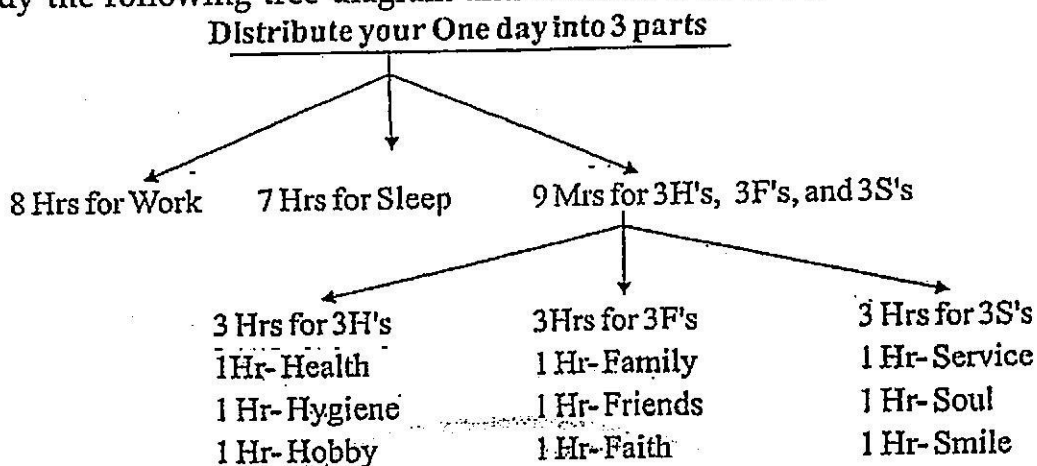 the following tree diagram
Distribute your One day into 3 parts
8 Hrs for Work 7 Hrs for Sleep 9 Mrs for 3H's, 3F's, and 3S's
3 Hrs for 3H's 3Hrs for 3F's 3 Hrs for 3S's
1Hr-Health 1 Hr-Family 1 Hr-Service
1 Hr-Hygiene 1 Hr-Friends 1 Hr-Soul
1 Hr-Hobby 1 Hr-Faith 1 Hr-Smile